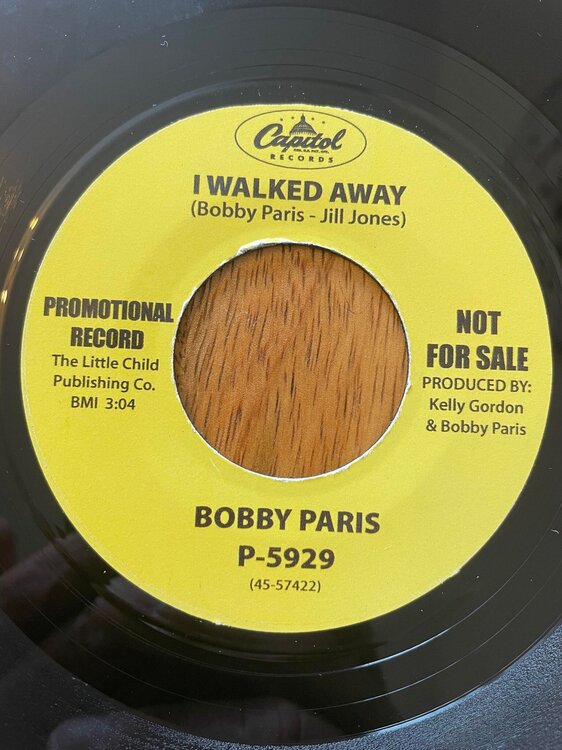 Capitol
RECORDS
I WALKED AWAY
(Bobby Paris - Jill Jones)
PROMOTIONAL
RECORD
The Little Child
Publishing Co.
BMI 3:04
NOT
FOR SALE
PRODUCED BY:
Kelly Gordon
& Bobby Paris
BOBBY PARIS
P-5929
(45-57422)